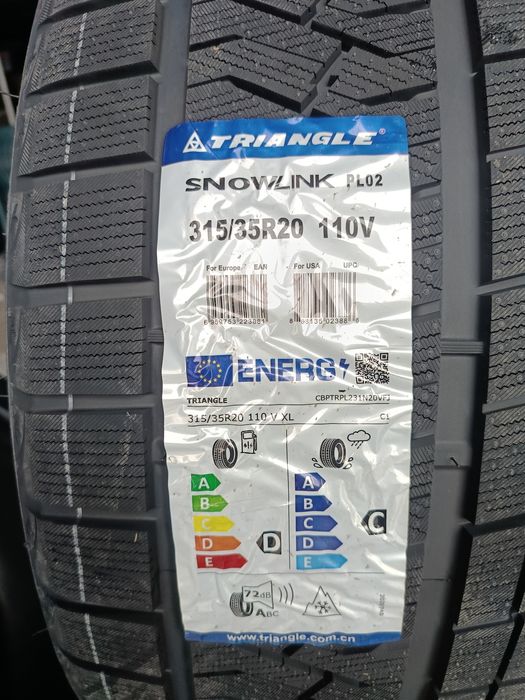 TRIANGLE®
SNOWLINK PL02
315/35R20 110V
For Europe EAN
For USA UPC
ENERG
TRIANGLE
CBPTRPL231N20VFJ
315/35R20 110 V XL
C1
A
B
C
D
E
D
A
B
C
D
E
C
72dB
ABC
www.triangle.com.cn